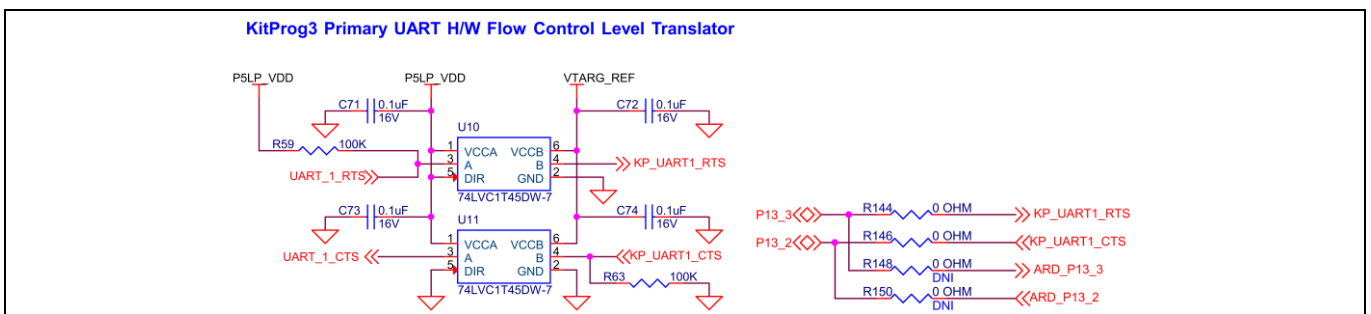 KitProg3 Primary UART H/W Flow Control Level Translator
P5LP_VDD
P5LP_VDD
VTARG_REF
C71
0.1uF
16V
C72
0.1uF
16V
U10
R59
100K
1
VCCA
VCCB
6
3
A
B
4
KP_UART1_RTS
UART_1_RTS
5
DIR
GND
2
74LVC1T45DW-7
C73
0.1uF
16V
C74
0.1uF
16V
U11
1
VCCA
VCCB
6
UART_1_CTS
3
A
B
4
KP_UART1_CTS
5
DIR
GND
2
74LVC1T45DW-7
R63
100K
P13_3
R144
0 OHM
KP_UART1_RTS
P13_2
R146
0 OHM
KP_UART1_CTS
R148
0 OHM
DNI
ARD_P13_3
R150
0 OHM
DNI
ARD_P13_2